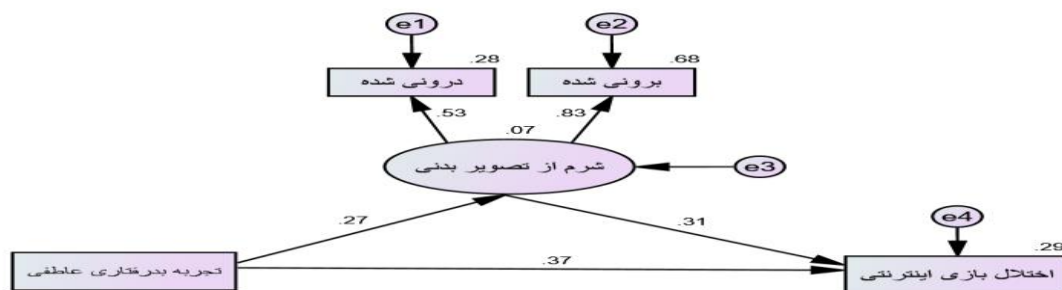 e1
e2
.28
.68
درونی شده
برونی شده
.53
.83
.07
شرم از تصویر بدنی
e3
.27
.31
e4
.29
تجربه بدرفتاری عاطفی
.37
اختلال بازی اینترنتی